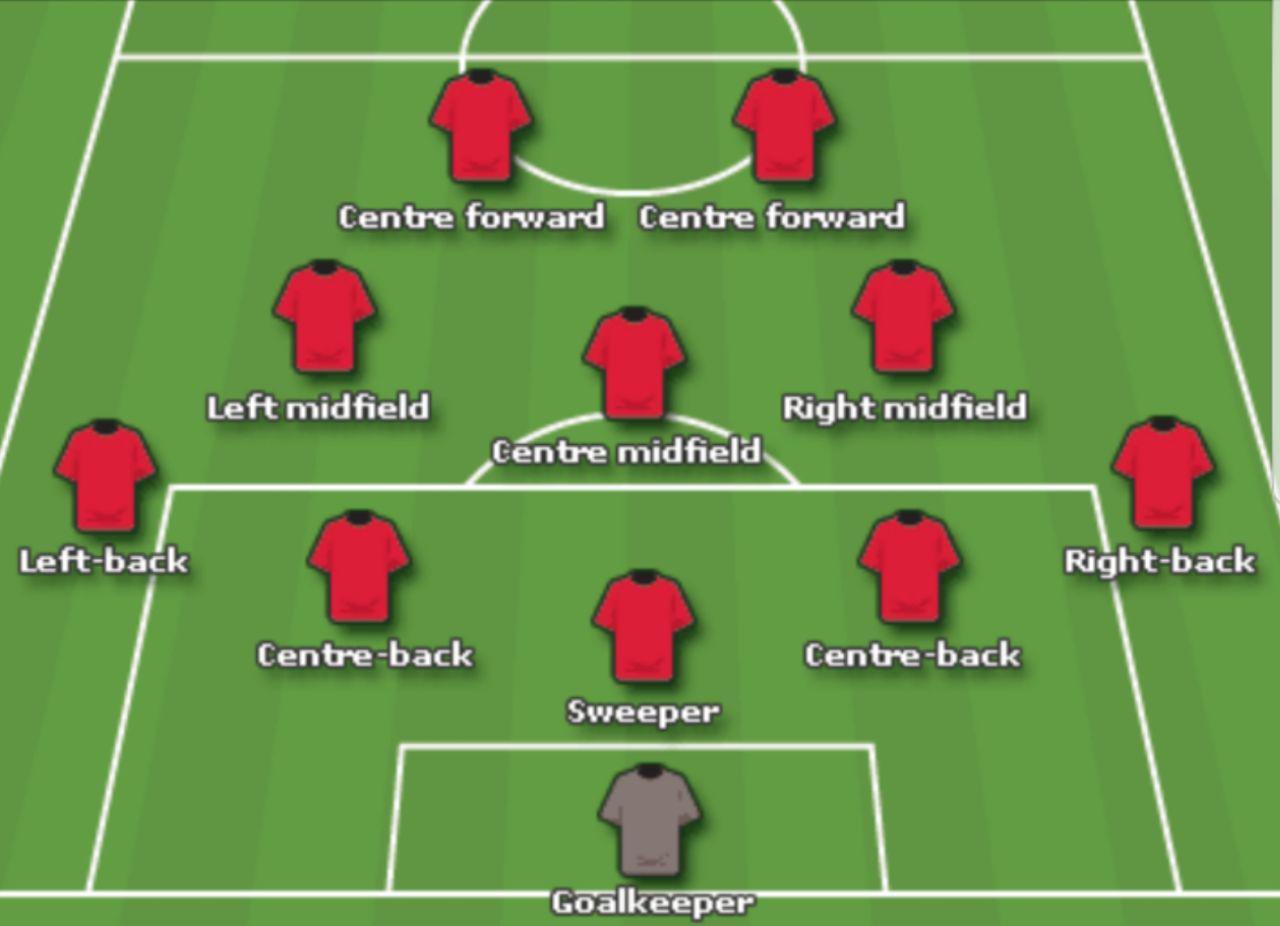 Centre forward Centre forward
Left midfield Right midfield
Centre midfield
Left-back Right-back
Centre-back Centre-back
Sweeper
Goalkeeper